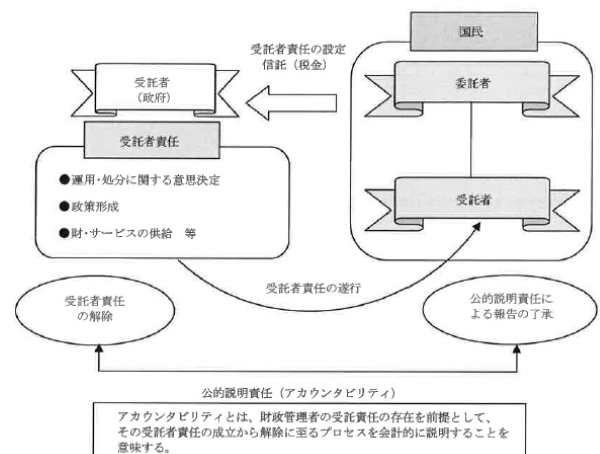 国民
受託者責任の設定
信託（税金）
受託者
（政府）
委託者
受託者責任
●運用・処分に関する意思決定
●政策形成
●財・サービスの供給　等
受託者
受託者責任の遂行
受託者責任
の解除
公的説明責任に
よる報告の了承
公的説明責任（アカウンタビリティ）
アカウンタビリティとは、財政管理者の受託責任の存在を前提として、
その受託者責任の成立から解除に至るプロセスを会計的に説明することを
意味する。